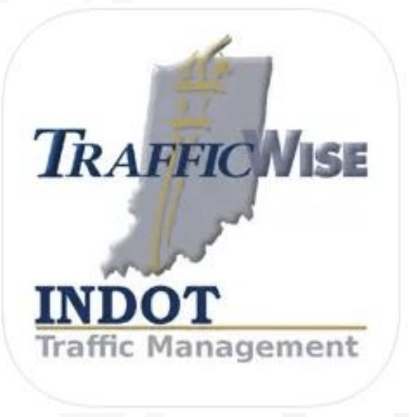 TRAFFICWISE
INDOT
Traffic Management